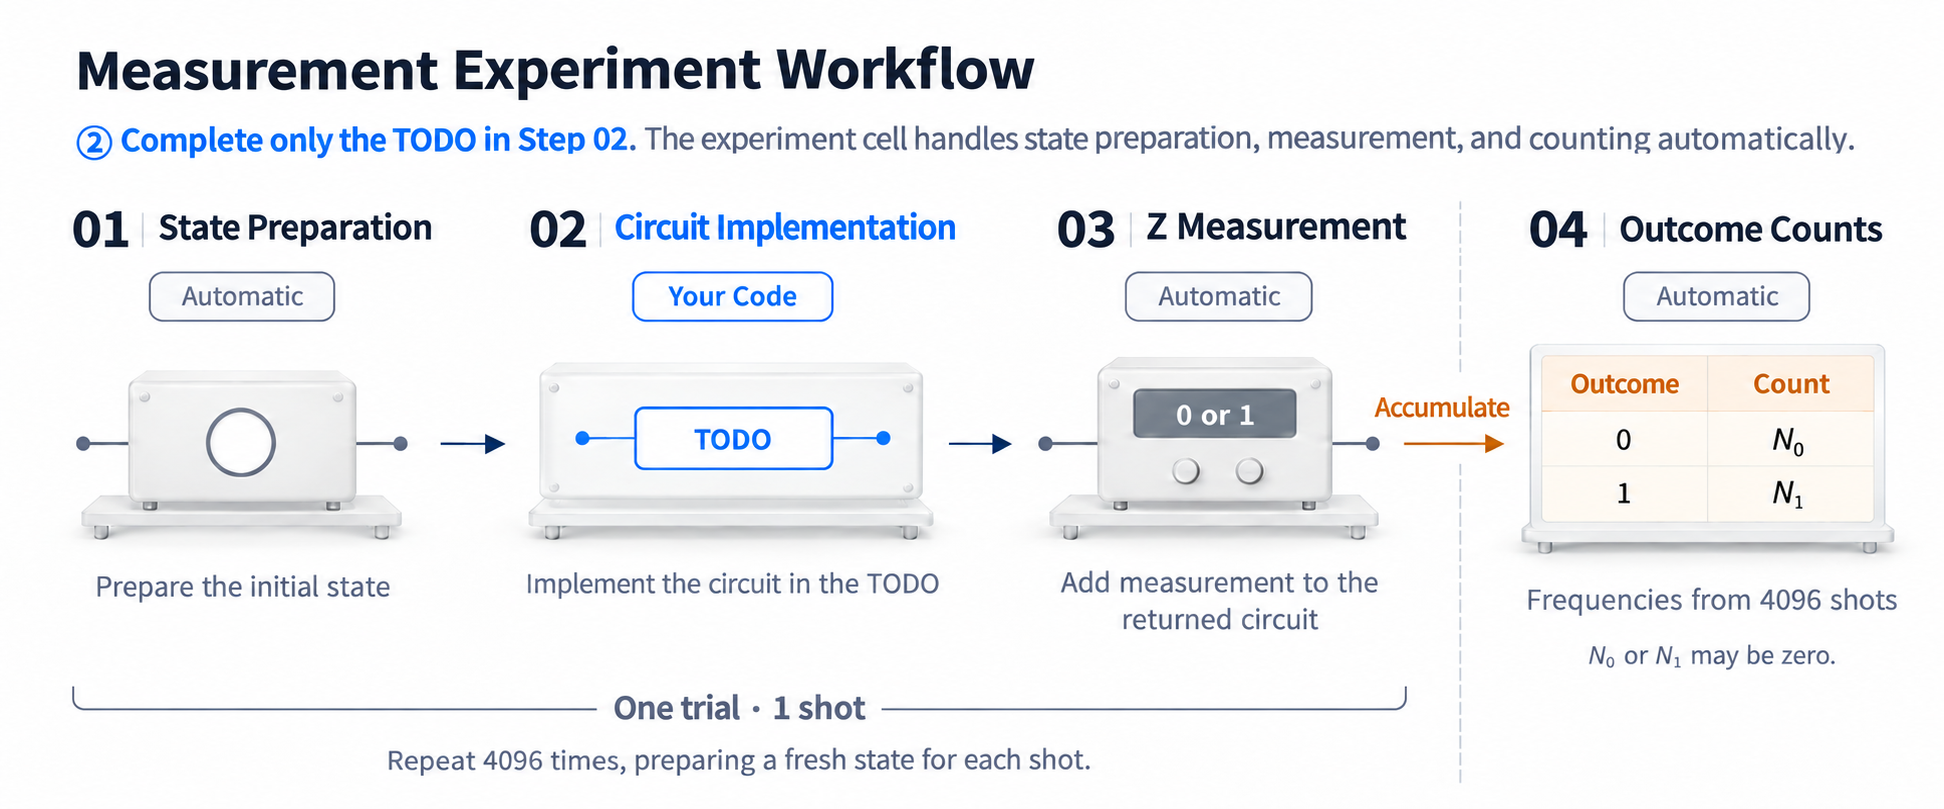 Measurement Experiment Workflow
② Complete only the TODO in Step 02. The experiment cell handles state preparation, measurement, and counting automatically.
01 State Preparation
Automatic
Prepare the initial state
02 Circuit Implementation
Your Code
TODO
Implement the circuit in the TODO
03 Z Measurement
Automatic
0 or 1
Add measurement to the
returned circuit
One trial · 1 shot
Repeat 4096 times, preparing a fresh state for each shot.
Accumulate
04 Outcome Counts
Automatic
Outcome Count
0 N₀
1 N₁
Frequencies from 4096 shots
N₀ or N₁ may be zero.